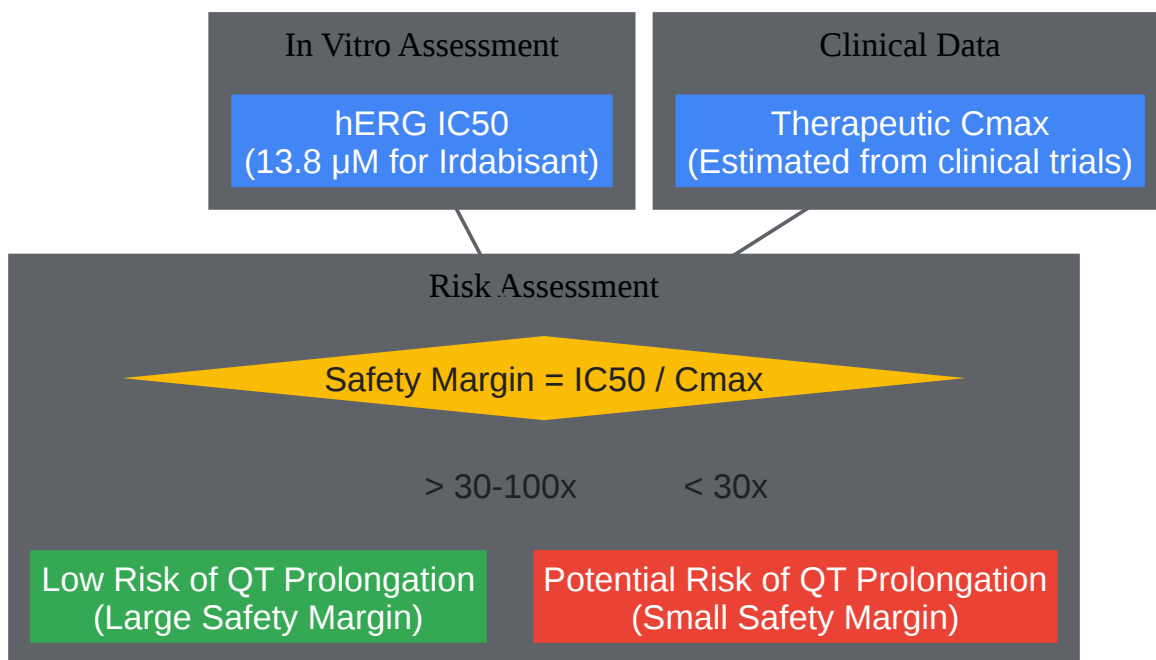 In Vitro Assessment
hERG IC50
(13.8 μM for Irdabisant)
Clinical Data
Therapeutic Cmax
(Estimated from clinical trials)
Risk Assessment
Safety Margin = IC50 / Cmax
> 30-100x
< 30x
Low Risk of QT Prolongation
(Large Safety Margin)
Potential Risk of QT Prolongation
(Small Safety Margin)